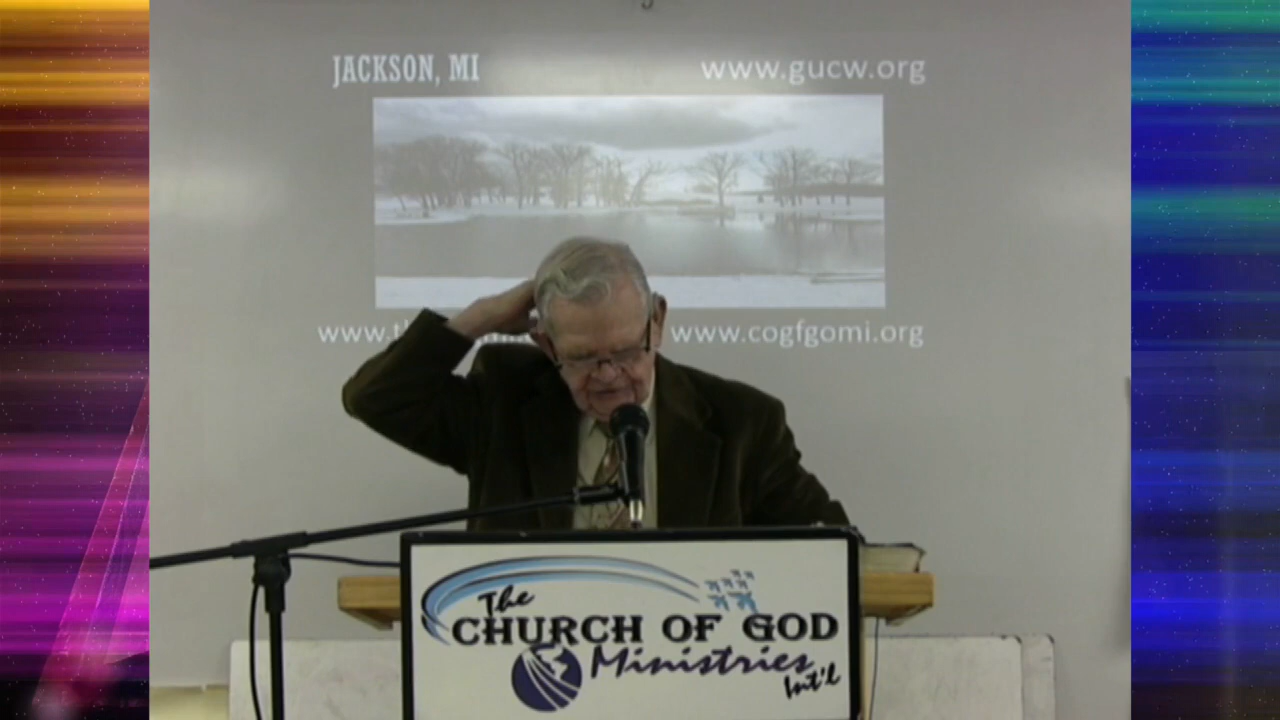 JACKSON, MI www.gucw.org
www.cogfgomi.org
The
CHURCH OF GOD
Ministries
Int'l